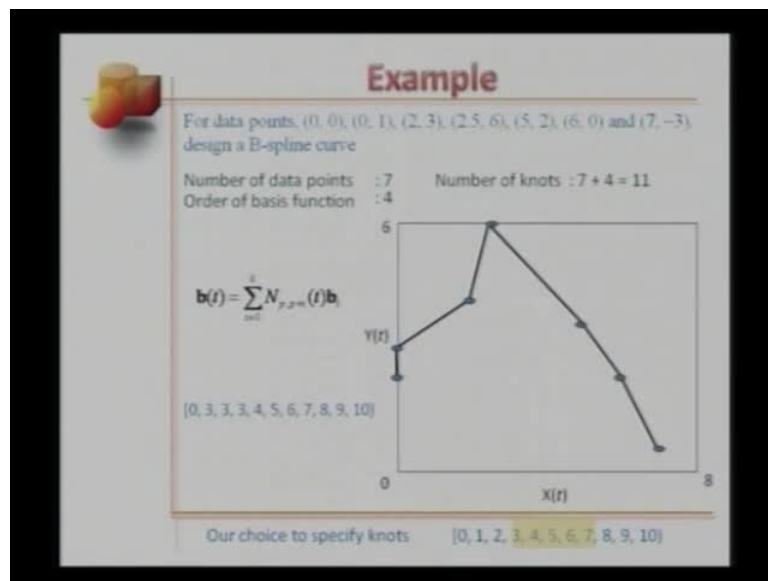 Example
For data points, (0, 0), (0, 1), (2, 3), (2.5, 6), (5, 2), (6, 0) and (7, −3),
design a B-spline curve
Number of data points : 7 Number of knots : 7 + 4 = 11
Order of basis function : 4
6
b(t) = ∑ N (t)b
Y(t)
[0, 3, 3, 3, 4, 5, 6, 7, 8, 9, 10)
0
8
X(t)
Our choice to specify knots [0, 1, 2, 3, 4, 5, 6, 7, 8, 9, 10)